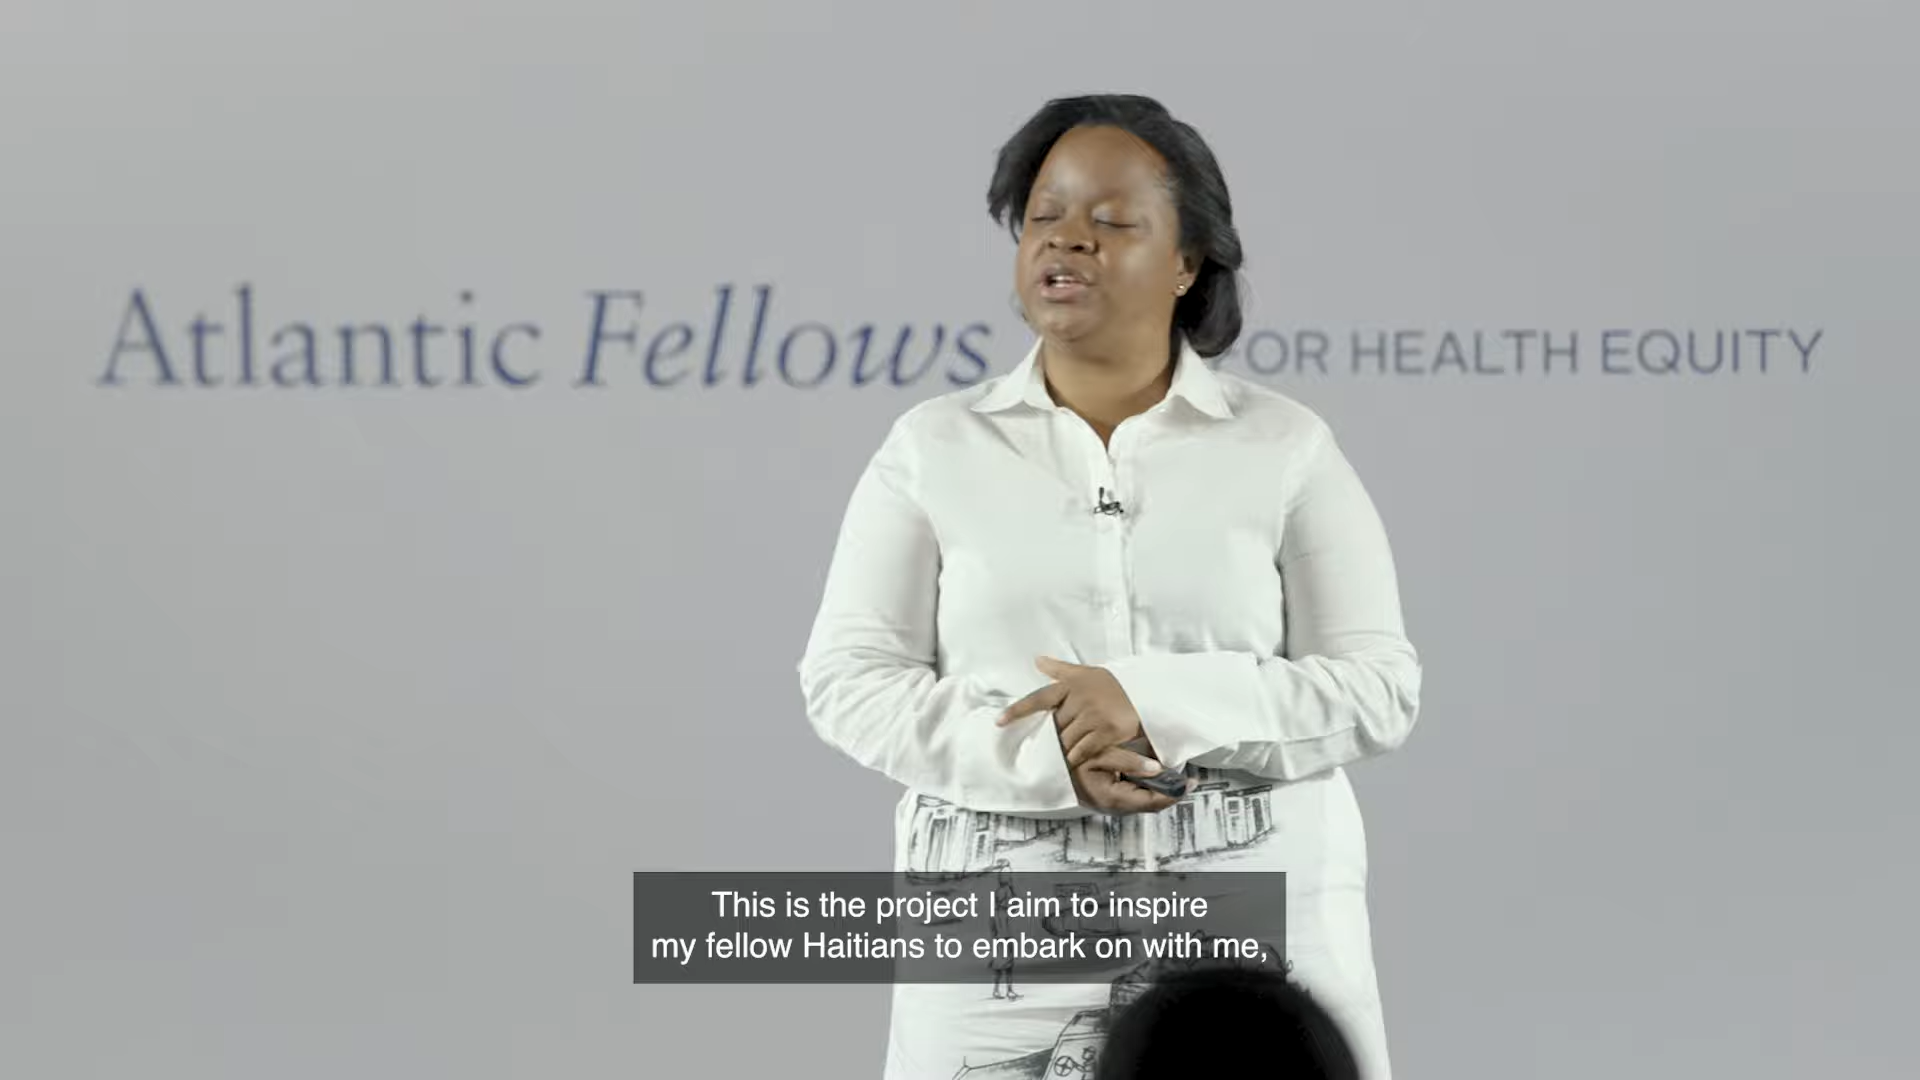 Atlantic Fellows FOR HEALTH EQUITY
This is the project I aim to inspire
my fellow Haitians to embark on with me,